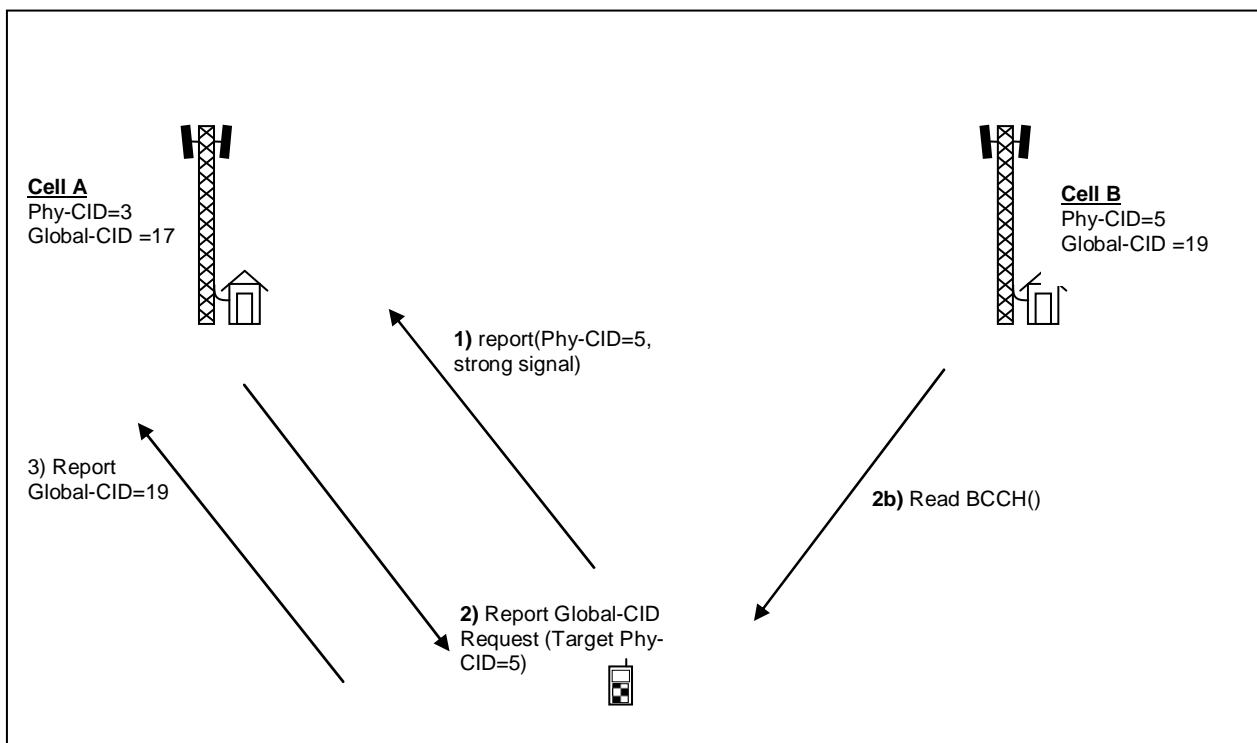 Cell A
Phy-CID=3
Global-CID =17
Cell B
Phy-CID=5
Global-CID =19
1) report(Phy-CID=5,
strong signal)
3) Report
Global-CID=19
2b) Read BCCH()
2) Report Global-CID
Request (Target Phy-
CID=5)